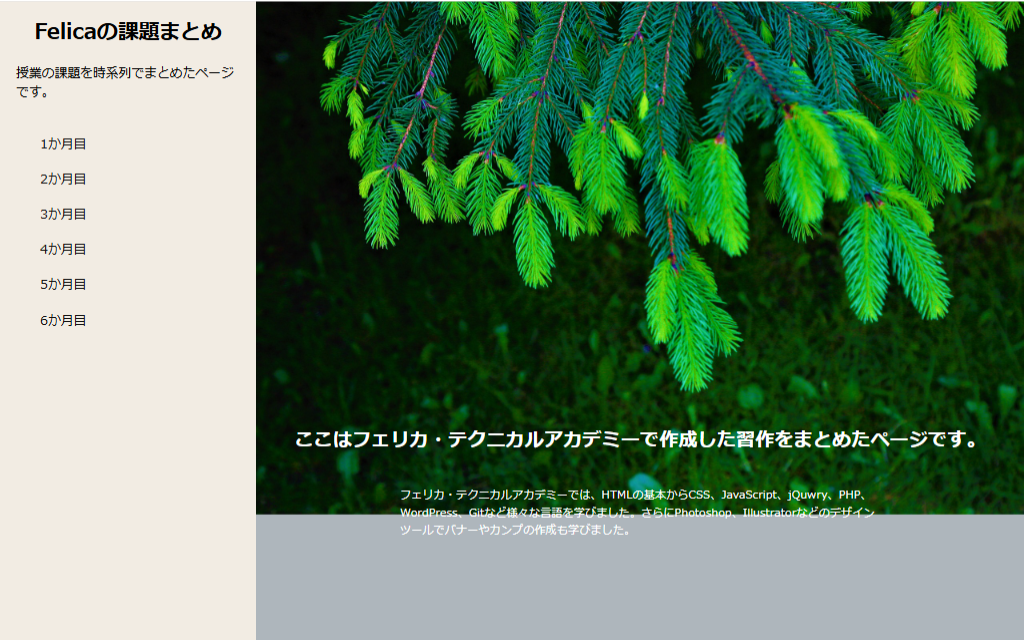 Felicaの課題まとめ
授業の課題を時系列でまとめたページ
です。
1か月目
2か月目
3か月目
4か月目
5か月目
6か月目
ここはフェリカ・テクニカルアカデミーで作成した習作をまとめたページです。
フェリカ・テクニカルアカデミーでは、HTMLの基本からCSS、JavaScript、jQuwry、PHP、
WordPress、Gitなど様々な言語を学びました。さらにPhotoshop、Illustratorなどのデザイン
ツールでバナーやカンプの作成も学びました。